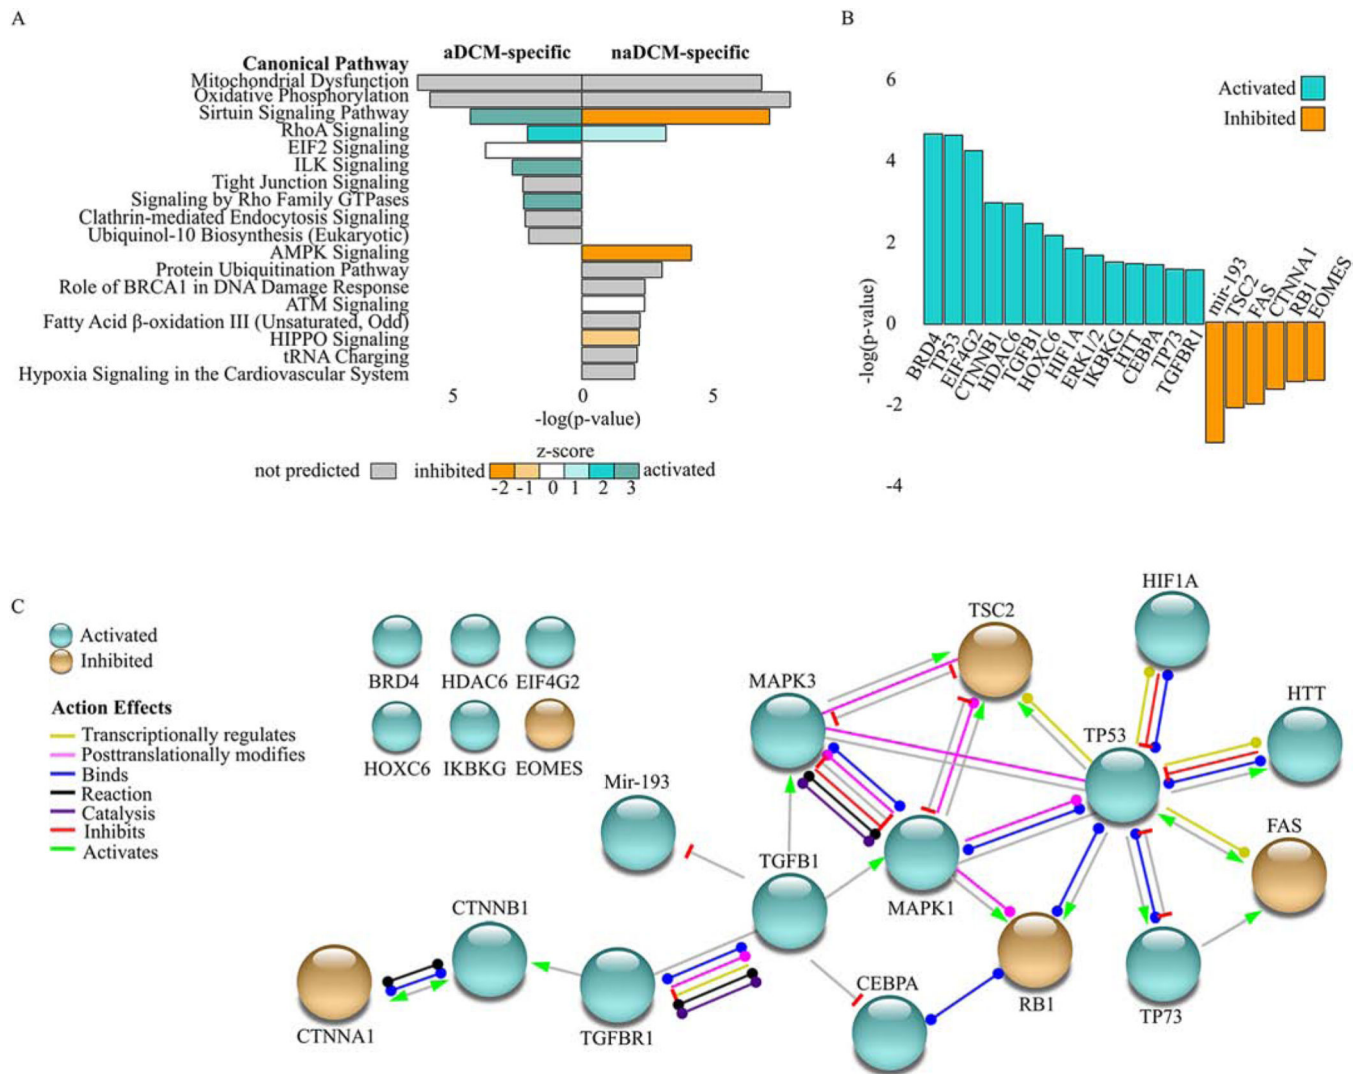 A
aDCM-specific
naDCM-specific
Canonical Pathway
Mitochondrial Dysfunction
Oxidative Phosphorylation
Sirtuin Signaling Pathway
RhoA Signaling
EIF2 Signaling
ILK Signaling
Tight Junction Signaling
Signaling by Rho Family GTPases
Clathrin-mediated Endocytosis Signaling
Ubiquinol-10 Biosynthesis (Eukaryotic)
AMPK Signaling
Protein Ubiquitination Pathway
Role of BRCA1 in DNA Damage Response
ATM Signaling
Fatty Acid β-oxidation III (Unsaturated, Odd)
HIPPO Signaling
tRNA Charging
Hypoxia Signaling in the Cardiovascular System
5 0 5
-log(p-value)
z-score
not predicted
inhibited
activated
-2 -1 0 1 2 3
B
6
4
2
0
-2
-4
-log(p-value)
Activated
Inhibited
BRD4
TP53
EIF4G2
CTNNB1
HDAC6
TGFB1
HOXC6
HIF1A
ERK1/2
IKBKG
HTT
CEBPA
TP73
TGFBR1
mir-193
TSC2
FAS
CTNNA1
RB1
EOMES
C
Activated
Inhibited
Action Effects
Transcriptionally regulates
Posttranslationally modifies
Binds
Reaction
Catalysis
Inhibits
Activates
BRD4 HDAC6 EIF4G2
HOXC6 IKBKG EOMES
HIF1A
TSC2
MAPK3
HTT
TP53
Mir-193
FAS
TGFB1
MAPK1
CTNNB1
CEBPA
RB1
TP73
CTNNA1
TGFBR1